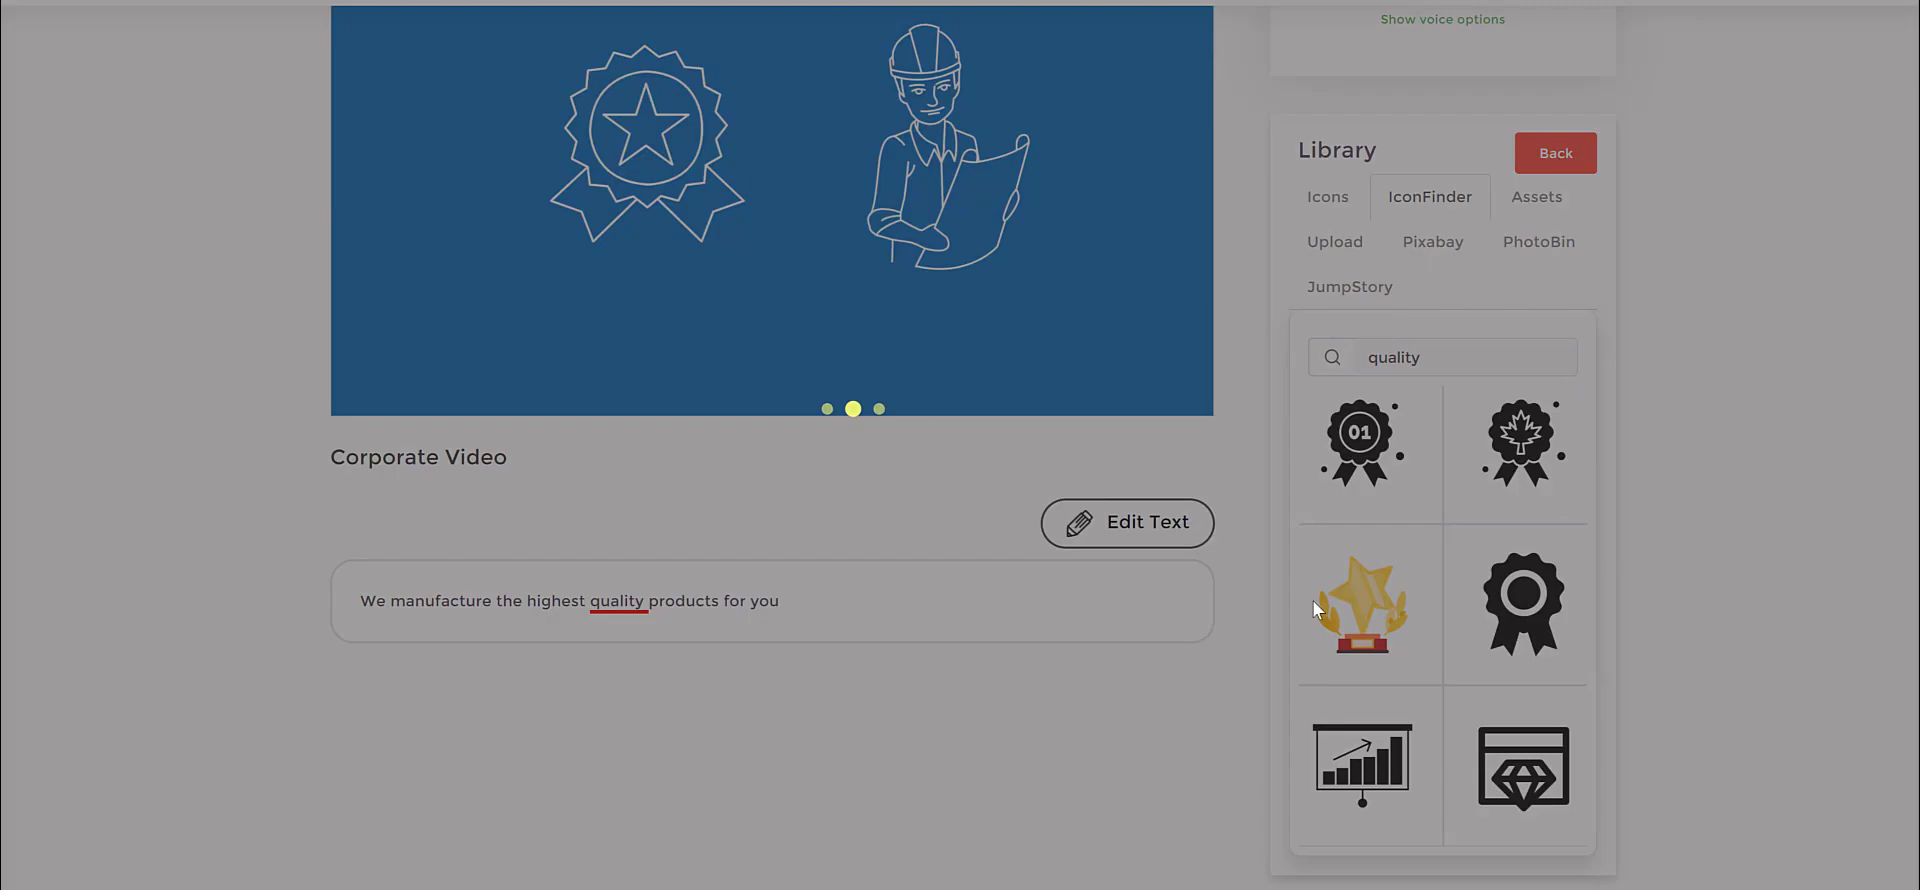 Show voice options
Library
Back
Icons
IconFinder
Assets
Upload
Pixabay
PhotoBin
JumpStory
quality
01
Corporate Video
Edit Text
We manufacture the highest quality products for you